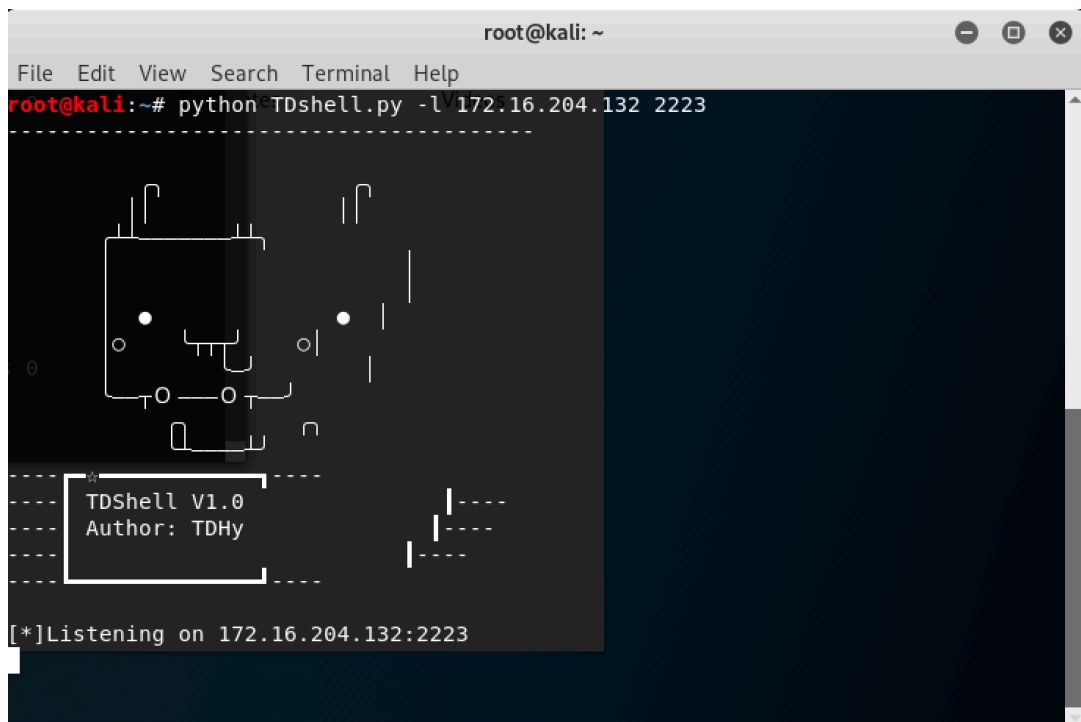 root@kali: ~
File Edit View Search Terminal Help
root@kali:~# python TDshell.py -l 172.16.204.132 2223
TDShell V1.0
Author: TDHy
[*]Listening on 172.16.204.132:2223